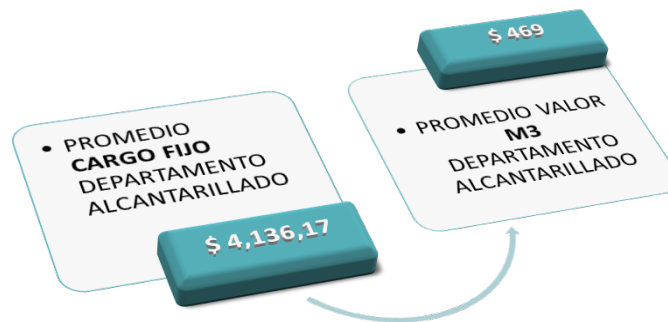 • PROMEDIO
CARGO FIJO
DEPARTAMENTO
ALCANTARILLADO
$ 4,136,17
$ 469
• PROMEDIO VALOR
M3
DEPARTAMENTO
ALCANTARILLADO